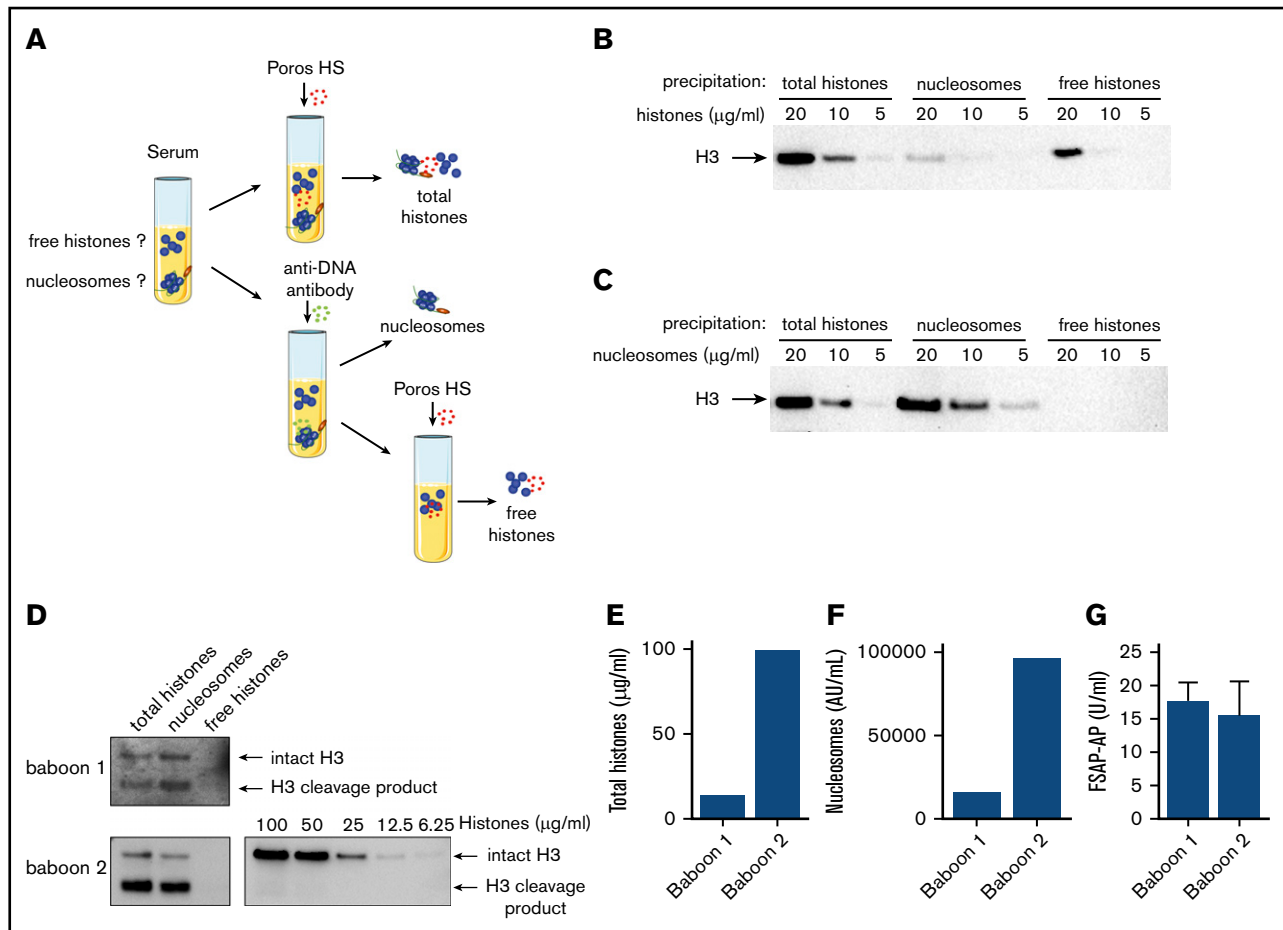 A
Poros HS
Serum
free histones ?
nucleosomes ?
total
histones
anti-DNA
antibody
nucleosomes
Poros HS
free
histones
B
precipitation: total histones nucleosomes free histones
histones (μg/ml) 20 10 5 20 10 5 20 10 5
H3
C
precipitation: total histones nucleosomes free histones
nucleosomes (μg/ml) 20 10 5 20 10 5 20 10 5
H3
D
total histones
nucleosomes
free histones
baboon 1
intact H3
H3 cleavage product
baboon 2
100 50 25 12.5 6.25 Histones (μg/ml)
intact H3
H3 cleavage
product
E
Total histones (μg/ml)
100
50
0
Baboon 1
Baboon 2
F
Nucleosomes (AU/mL)
100000
50000
0
Baboon 1
Baboon 2
G
FSAP-AP (U/ml)
25
20
15
10
5
0
Baboon 1
Baboon 2